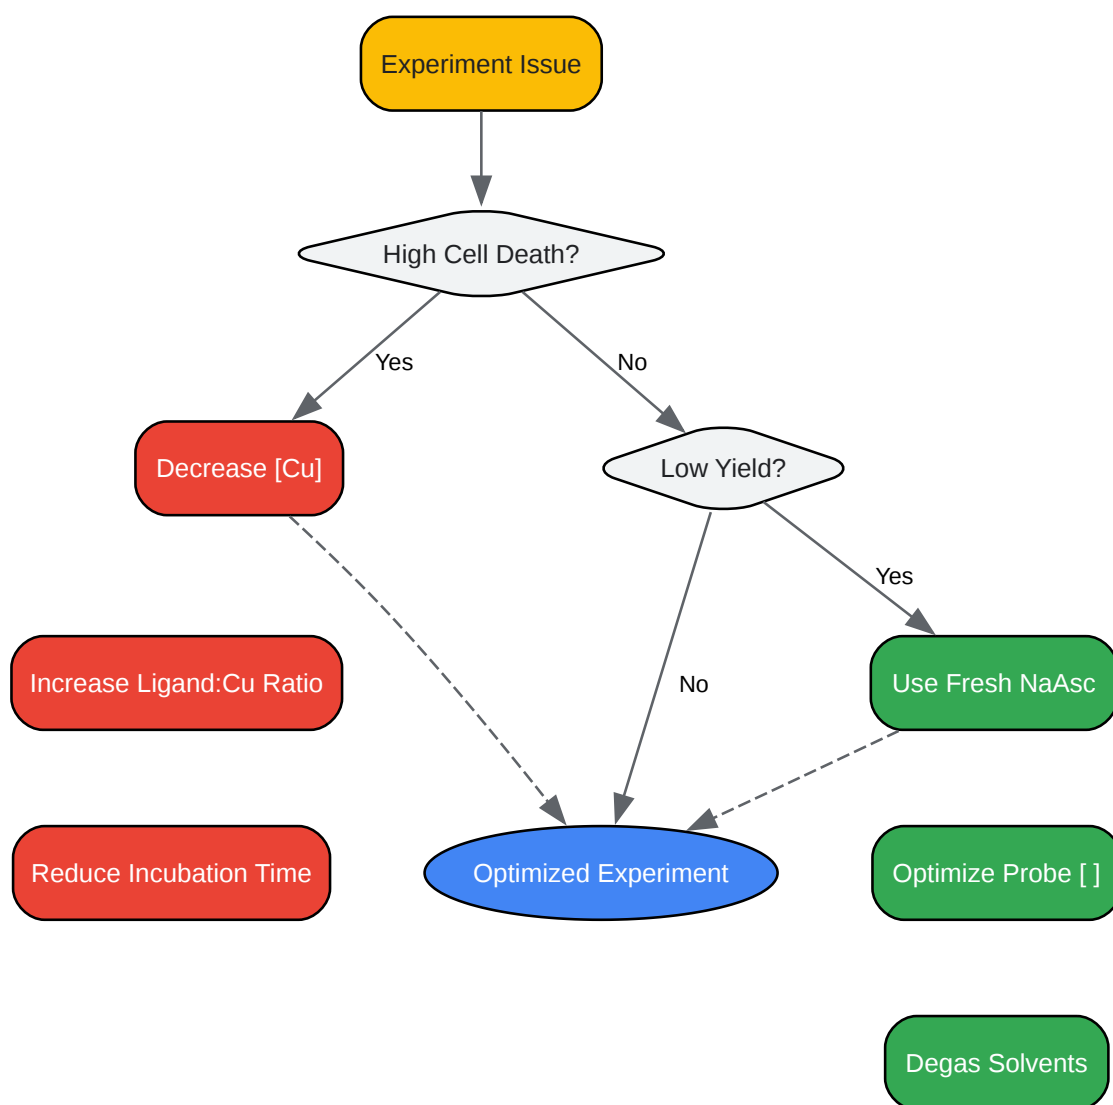 Experiment Issue
High Cell Death?
Yes
No
Decrease [Cu]
Low Yield?
Yes
Increase Ligand:Cu Ratio
No
Use Fresh NaAsc
Reduce Incubation Time
Optimized Experiment
Optimize Probe [ ]
Degas Solvents